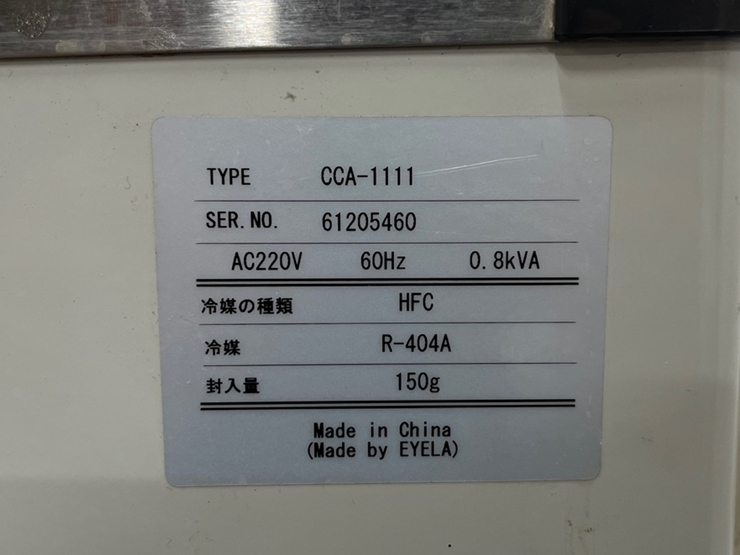 TYPE CCA-1111
SER.NO. 61205460
AC220V 60Hz 0.8kVA
冷媒の種類 HFC
冷媒 R-404A
封入量 150g
Made in China
(Made by EYELA)